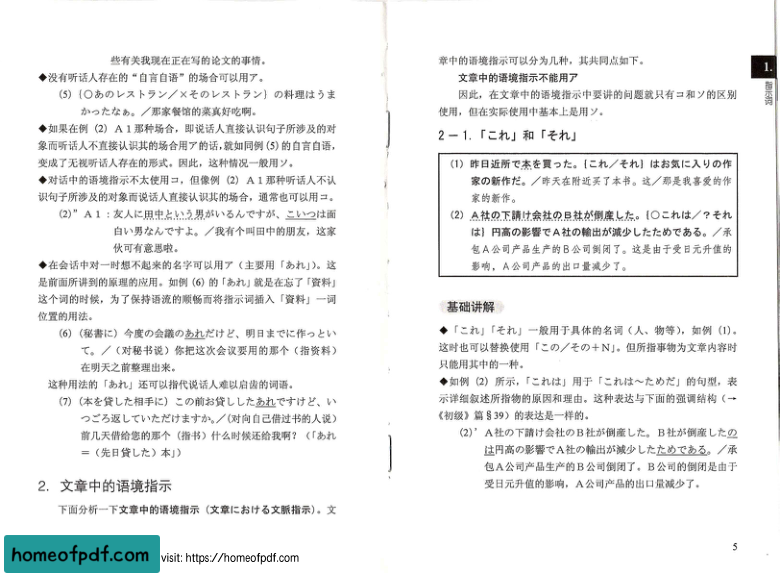 些有关我现在正在写的论文的事情。
◆没有听话人存在的“自言自语”的场合可以用ア。
(5)｛〇あのレストラン／×そのレストラン｝の料理はうま
かったなぁ。／那家餐馆的菜真好吃啊。
◆如果在例（2）Ａ１那种场合，即说话人直接认识句子所涉及的对
象而听话人不直接认识其的场合用ア的话，就如同例(5)的自言自语，
变成了无视听话人存在的形式。因此，这种情况一般用ソ。
◆对话中的语境指示不太使用コ，但像例（2）Ａ１那种听话人不认
识句子所涉及的对象而说话人直接认识其的场合，通常也可以用コ。
(2)”Ａ1：友人に田中という男がいるんですが、こいつは面
白い男なんですよ。／我有个叫田中的朋友，这家
伙可有意思啦。
◆在会话中对一时想不起来的名字可以用ア（主要用「あれ」）。这
是前面所讲到的原理的应用。如例(6)的「あれ」就是在忘了「資料」
这个词的时候，为了保持语流的顺畅而将指示词插入「資料」一词
位置的用法。
(6)（秘書に）今度の会議のあれだけど、明日までに作っとい
て。／（对秘书说）你把这次会议要用的那个（指资料）
在明天之前整理出来。
这种用法的「あれ」还可以指代说话人难以启齿的词语。
(7)（本を貸した相手に）この前お貸ししたあれですけど、い
つごろ返していただけますか。／(对向自己借过书的人说)
前几天借给您的那个（指书）什么时候还给我啊？（「あれ
＝（先日貸した）本」）
2. 文章中的语境指示
下面分析一下文章中的语境指示（文章における文脈指示）。文
homeofpdf.com
visit: https://homeofpdf.com
章中的语境指示可以分为几种，其共同点如下。
文章中的语境指示不能用ア
因此，在文章中的语境指示中要讲的问题就只有コ和ソ的区别
使用，但在实际使用中基本上是用ソ。
2－1.「これ」和「それ」
(1) 昨日近所で本を買った。｛これ／それ｝はお気に入りの作
家の新作だ。／昨天在附近买了本书。这／那是我喜爱的作
家的新作。
(2) Ａ社の下請け会社のＢ社が倒産した。｛〇これは／？それ
は｝円高の影響でＡ社の輸出が減少したためである。／承
包Ａ公司产品生产的Ｂ公司倒闭了。这是由于受日元升值的
影响，Ａ公司产品的出口量减少了。
基础讲解
◆「これ」「それ」一般用于具体的名词（人、物等），如例（1）。
这时也可以替换使用「この／その＋N」。但所指事物为文章内容时
只能用其中的一种。
◆如例（2）所示，「これは」用于「これは～ためだ」的句型，表
示详细叙述所指物的原因和理由。这种表达与下面的强调结构（→
《初级》篇§39）的表达是一样的。
(2)’Ａ社の下請け会社のＢ社が倒産した。Ｂ社が倒産したの
は円高の影響でＡ社の輸出が減少したためである。／承
包Ａ公司产品生产的Ｂ公司倒闭了。Ｂ公司的倒闭是由于
受日元升值的影响，Ａ公司产品的出口量减少了。
1.
指示词
5